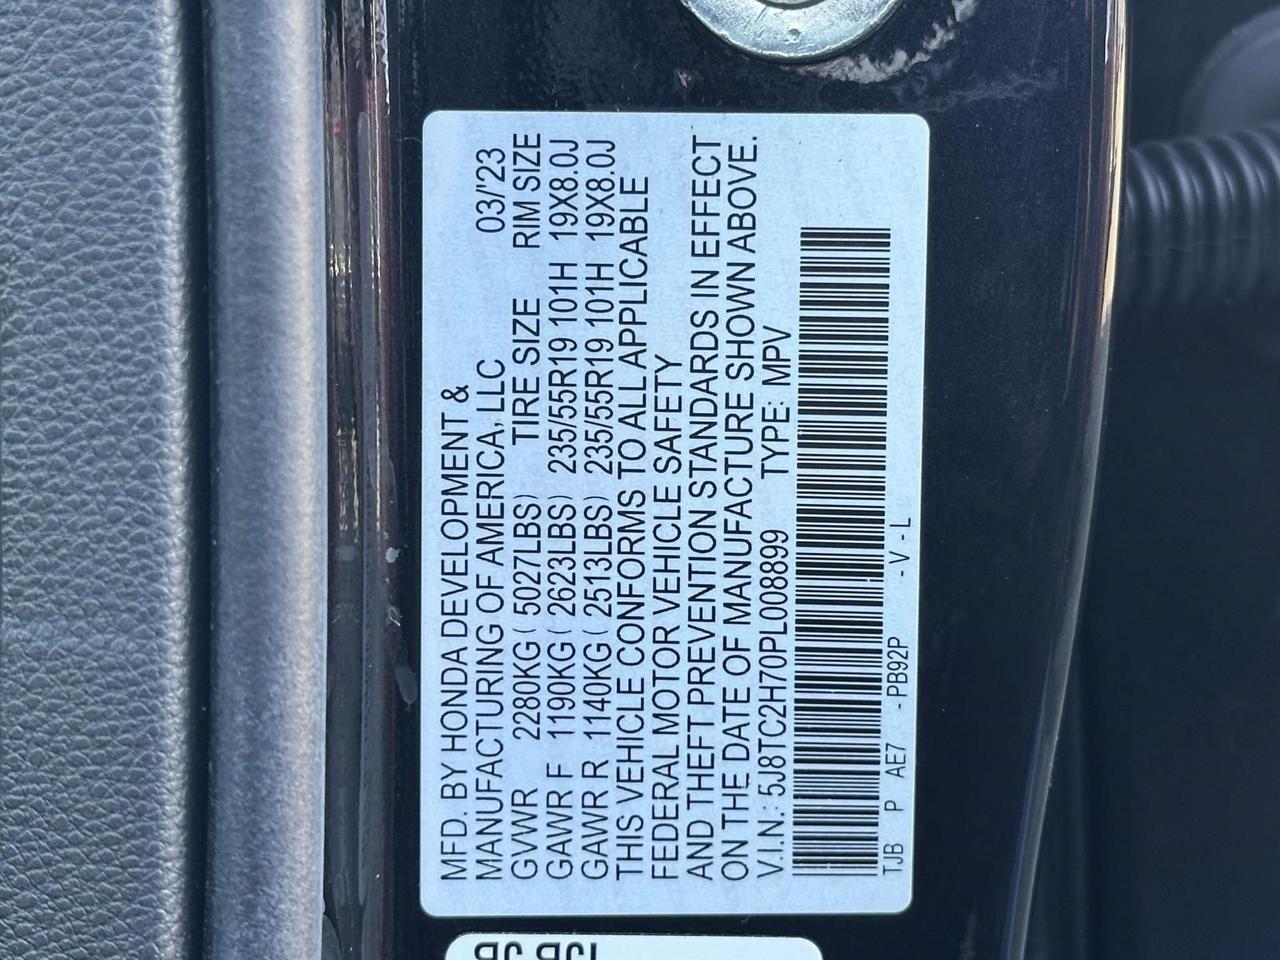 MFD. BY HONDA DEVELOPMENT &
MANUFACTURING OF AMERICA, LLC 03/'23
GVWR 2280KG ( 5027LBS) TIRE SIZE RIM SIZE
GAWR F 1190KG ( 2623LBS) 235/55R19 101H 19X8.0J
GAWR R 1140KG ( 2513LBS) 235/55R19 101H 19X8.0J
THIS VEHICLE CONFORMS TO ALL APPLICABLE
FEDERAL MOTOR VEHICLE SAFETY
AND THEFT PREVENTION STANDARDS IN EFFECT
ON THE DATE OF MANUFACTURE SHOWN ABOVE.
V.I.N.: 5J8TC2H70PL008899 TYPE: MPV
TJB P AE7 -PB92P -V-L